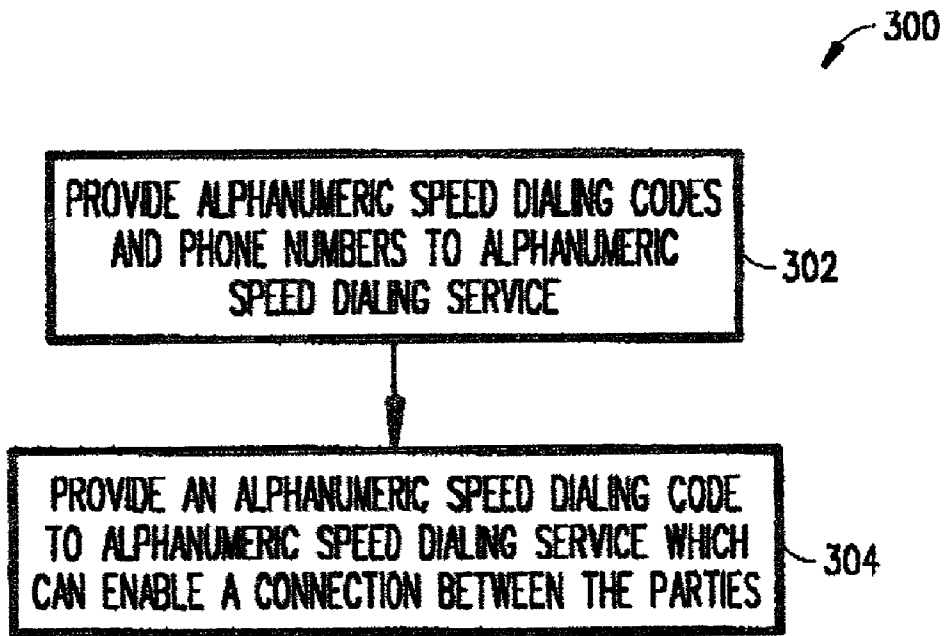 300
PROVIDE ALPHANUMERIC SPEED DIALING CODES
AND PHONE NUMBERS TO ALPHANUMERIC
SPEED DIALING SERVICE
302
PROVIDE AN ALPHANUMERIC SPEED DIALING CODE
TO ALPHANUMERIC SPEED DIALING SERVICE WHICH
CAN ENABLE A CONNECTION BETWEEN THE PARTIES
304